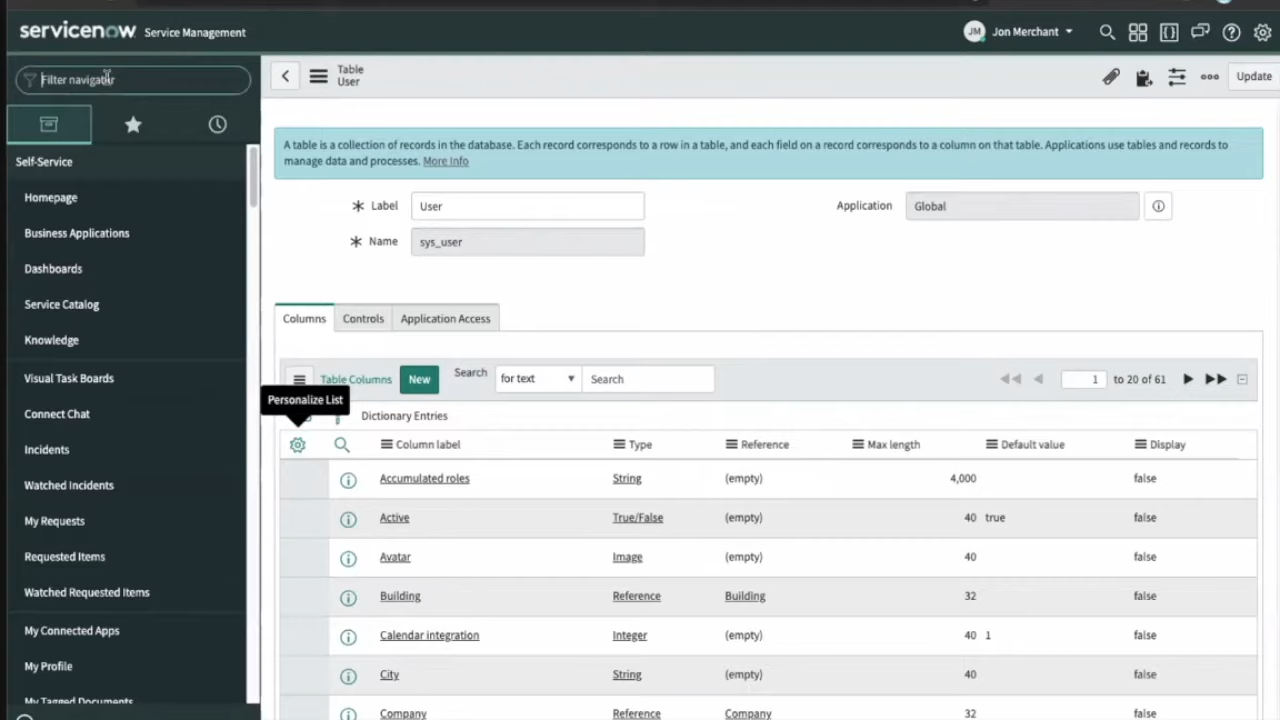 servicenow Service Management
JM Jon Merchant
Filter navigator
Self-Service
Homepage
Business Applications
Dashboards
Service Catalog
Knowledge
Visual Task Boards
Connect Chat
Incidents
Watched Incidents
My Requests
Requested Items
Watched Requested Items
My Connected Apps
My Profile
My Tagged Documents
Table
User
Update
A table is a collection of records in the database. Each record corresponds to a row in a table, and each field on a record corresponds to a column on that table. Applications use tables and records to
manage data and processes. More Info
Label User
Application Global
Name sys_user
Columns Controls Application Access
Table Columns New Search for text Search 1 to 20 of 61
Personalize List
Dictionary Entries
Column label Type Reference Max length Default value Display
Accumulated roles String (empty) 4,000 false
Active True/False (empty) 40 true false
Avatar Image (empty) 40 false
Building Reference Building 32 false
Calendar integration Integer (empty) 40 1 false
City String (empty) 40 false
Company Reference Company 32 false